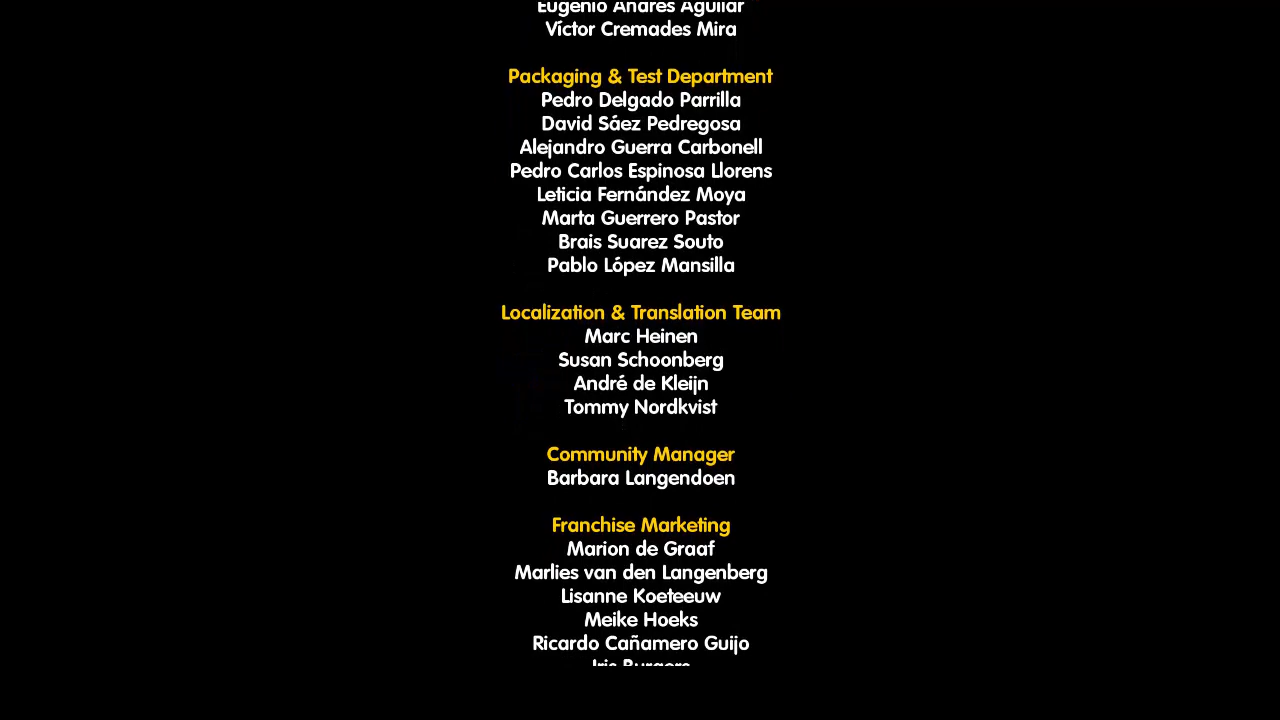 Eugenio Andrés Aguilar
Víctor Cremades Mira
Packaging & Test Department
Pedro Delgado Parrilla
David Sáez Pedregosa
Alejandro Guerra Carbonell
Pedro Carlos Espinosa Llorens
Leticia Fernández Moya
Marta Guerrero Pastor
Brais Suarez Souto
Pablo López Mansilla
Localization & Translation Team
Marc Heinen
Susan Schoonberg
André de Kleijn
Tommy Nordkvist
Community Manager
Barbara Langendoen
Franchise Marketing
Marion de Graaf
Marlies van den Langenberg
Lisanne Koeteeuw
Meike Hoeks
Ricardo Cañamero Guijo
Iris Burgers